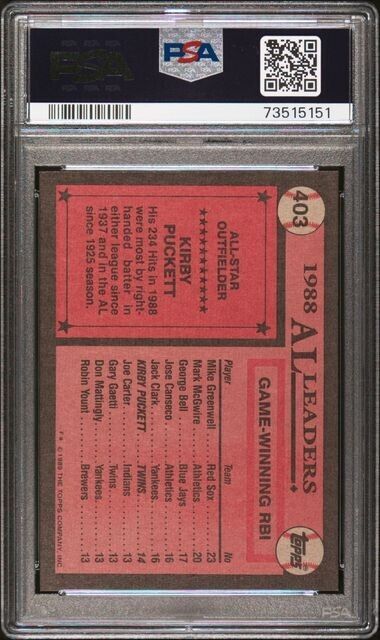 PSA
PSA
73515151
403
1988 AL LEADERS
topps
ALL-STAR
OUTFIELDER
KIRBY
PUCKETT
His 234 Hits in 1988
were most by right-
handed batter in
either league since
1937 and in the AL
since 1925 season.
GAME-WINNING RBI
Player Team No
Mike Greenwell.... Red Sox 23
Mark McGwire.... Athletics 20
George Bell..... Blue Jays 17
Jose Canseco.... Athletics 16
Jack Clark...... Yankees. 16
KIRBY PUCKETT.. TWINS. 14
Joe Carter...... Indians 13
Gary Gaetti..... Twins 13
Don Mattingly... Yankees. 13
Robin Yount..... Brewers 13
© 1989 THE TOPPS COMPANY, INC.
PSA